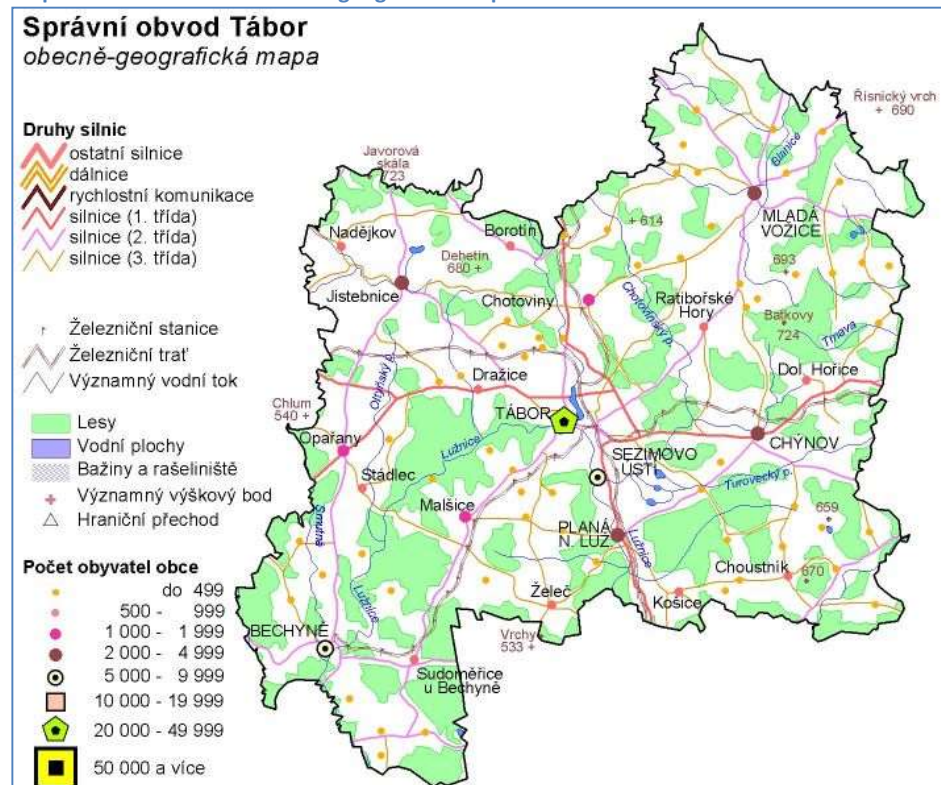 Správní obvod Tábor
obecně-geografická mapa
Druhy silnic
ostatní silnice
dálnice
rychlostní komunikace
silnice (1. třída)
silnice (2. třída)
silnice (3. třída)
Železniční stanice
Železniční trať
Významný vodní tok
Lesy
Vodní plochy
Bažiny a rašeliniště
Významný výškový bod
Hraniční přechod
Počet obyvatel obce
do 499
500 - 999
1 000 - 1 999
2 000 - 4 999
5 000 - 9 999
10 000 - 19 999
20 000 - 49 999
50 000 a více
Řísnický vrch
+ 690
Javorová
skála
723
Blanice
MLADÁ
VOŽICE
+ 614
Nadějkov
Borotín
Dehetín
680 +
693
Jistebnice
Chotoviny
Chotovinský p.
Ratibořské
Hory
Batkovy
724
Trnava
Oltyňský p.
Dražice
Dol. Hořice
Chlum
540 +
TÁBOR
CHÝNOV
Opařany
Lužnice
SEZIMOVO
ÚSTÍ
Stádlec
Turovecký p.
Malšice
659
Smutná
PLANÁ
N. LUŽ.
Lužnice
Choustník
670
Želeč
Košice
Lužnice
BECHYNĚ
Vrchy
533 +
Sudoměřice
u Bechyně